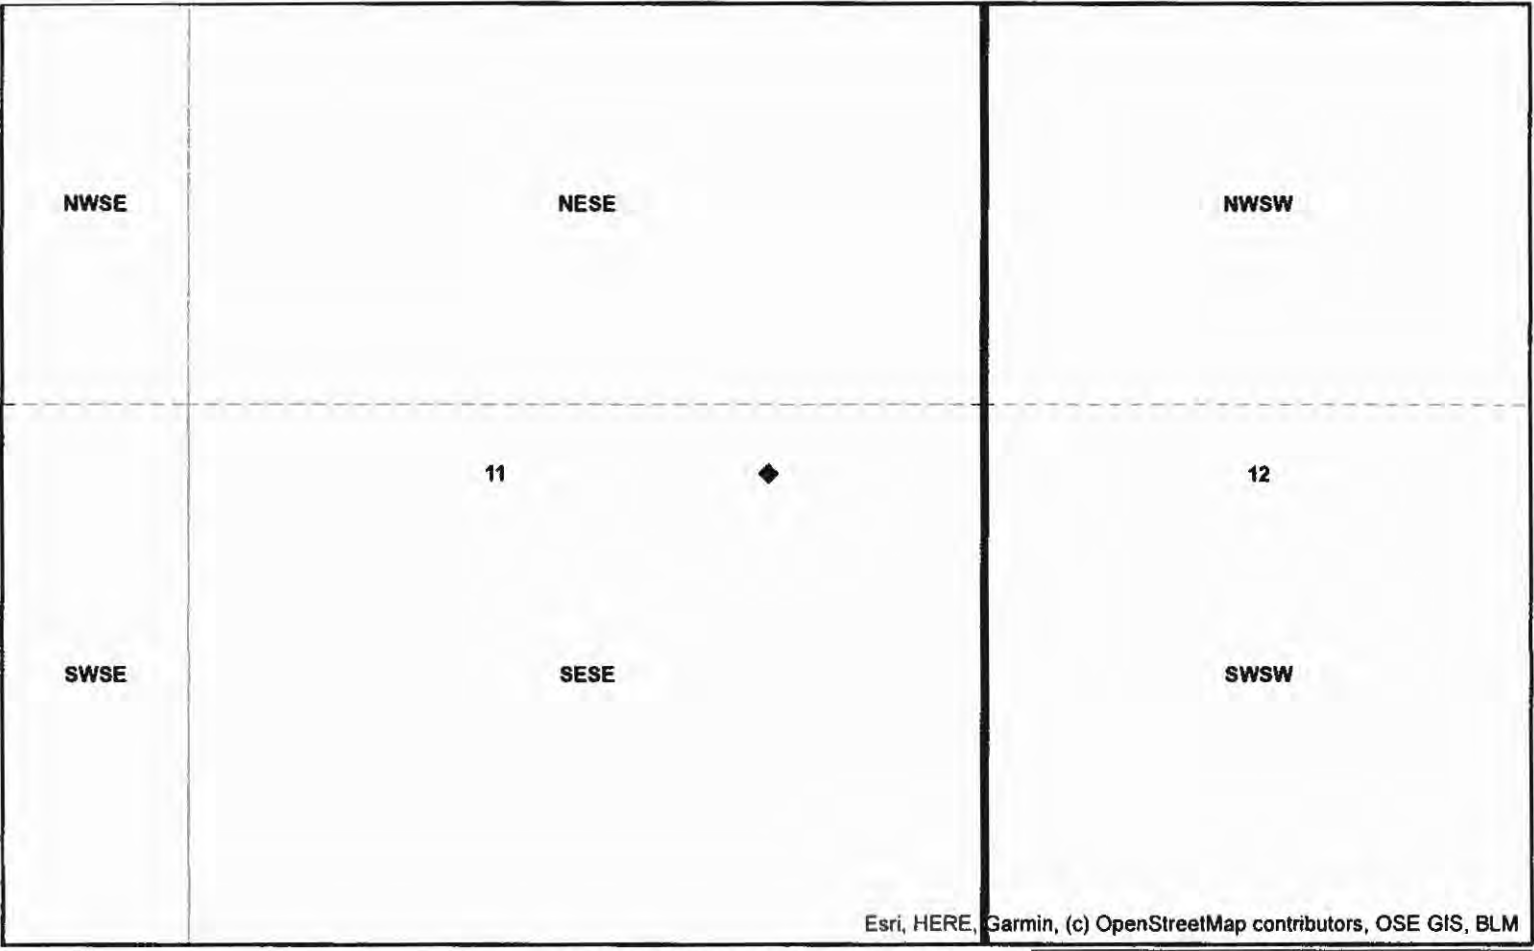 NWSE NESE NWSW
11 12
SWSE SESE SWSW
Esri, HERE, Garmin, (c) OpenStreetMap contributors, OSE GIS, BLM